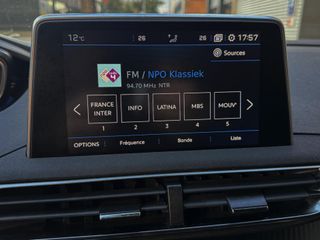 12°C 26 26 17:57
Sources
4
FM / NPO Klassiek
94.70 MHz NTR
FRANCE INTER INFO LATINA MBS MOUV'
1 2 3 4 5
OPTIONS Fréquence Bande Liste